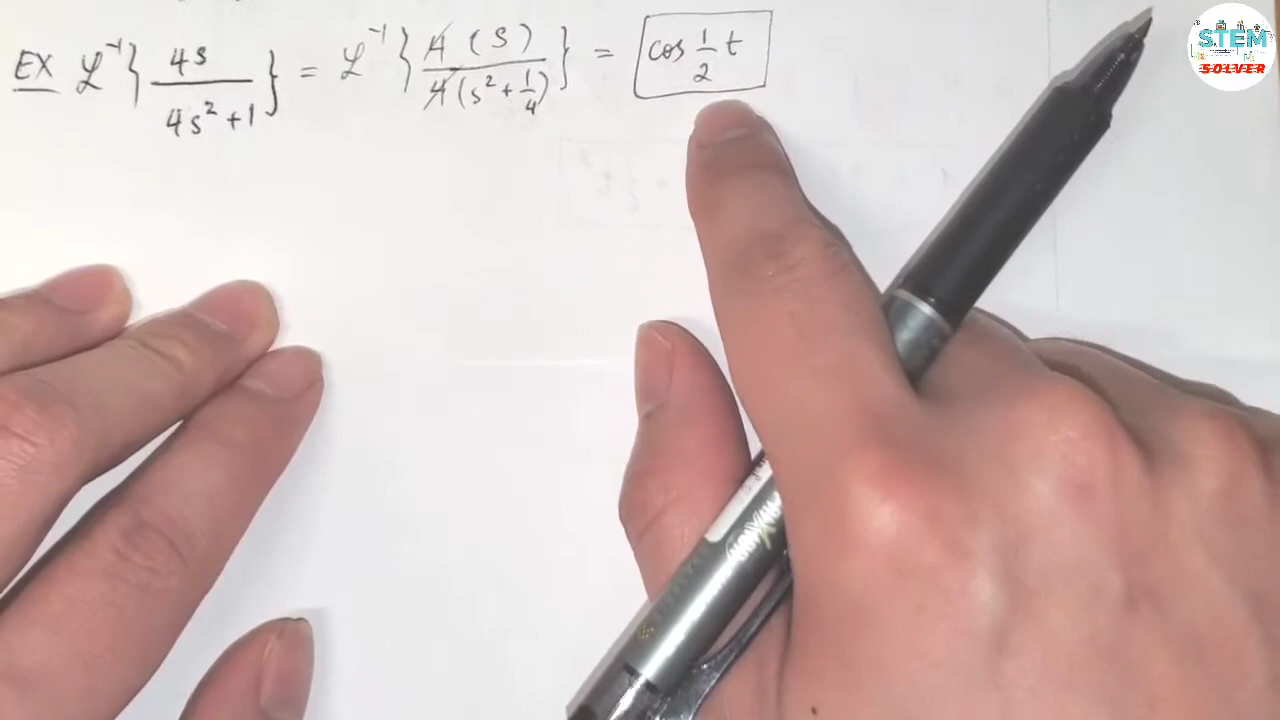 EX ℒ⁻¹{4s / (4s² + 1)} = ℒ⁻¹{4(s) / 4(s² + 1/4)} = cos 1/2 t
STEM
SOLVER